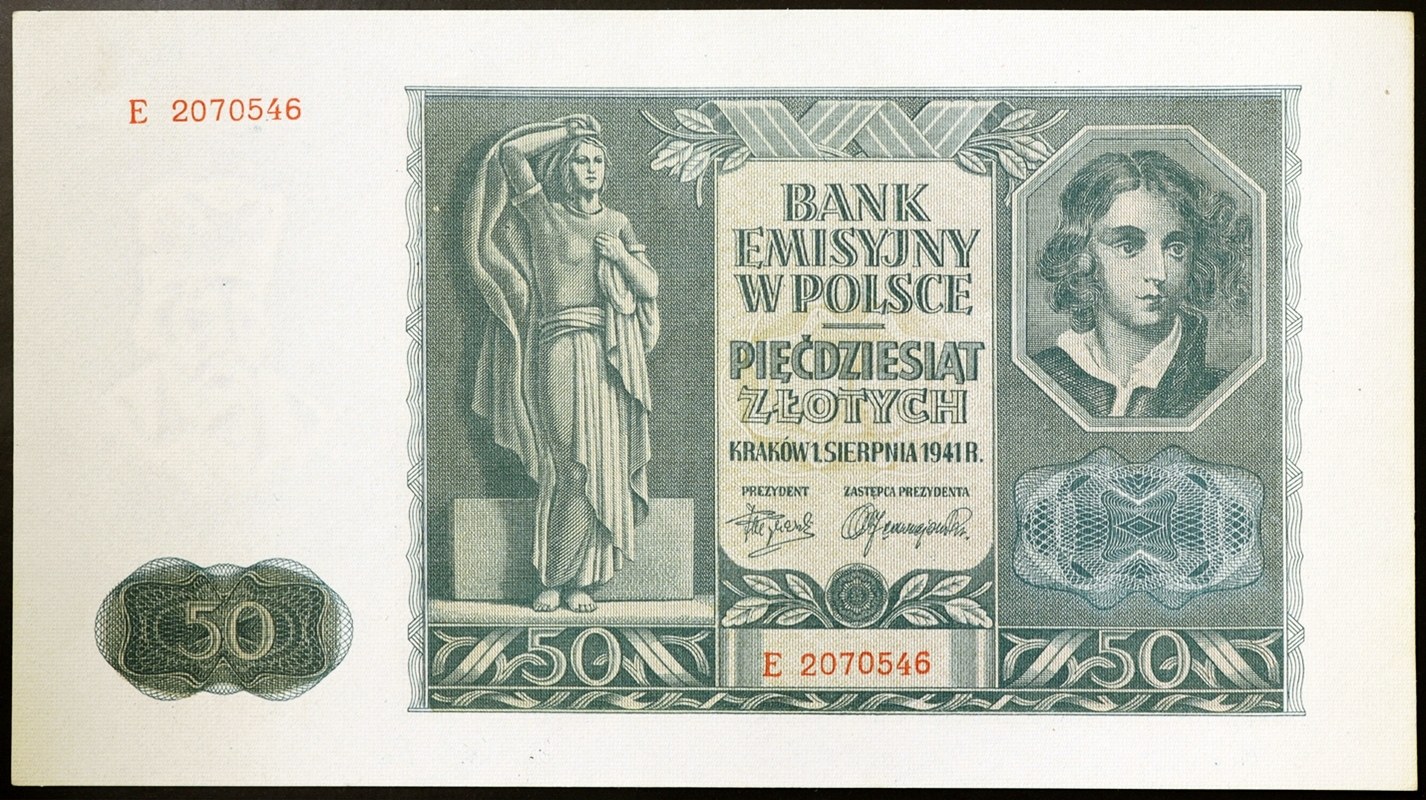 E 2070546
BANK
EMISYJNY
W POLSCE
PIĘĆDZIESIĄT
ZŁOTYCH
KRAKÓW 1. SIERPNIA 1941 R.
PREZYDENT ZASTĘPCA PREZYDENTA
50
50
E 2070546
50